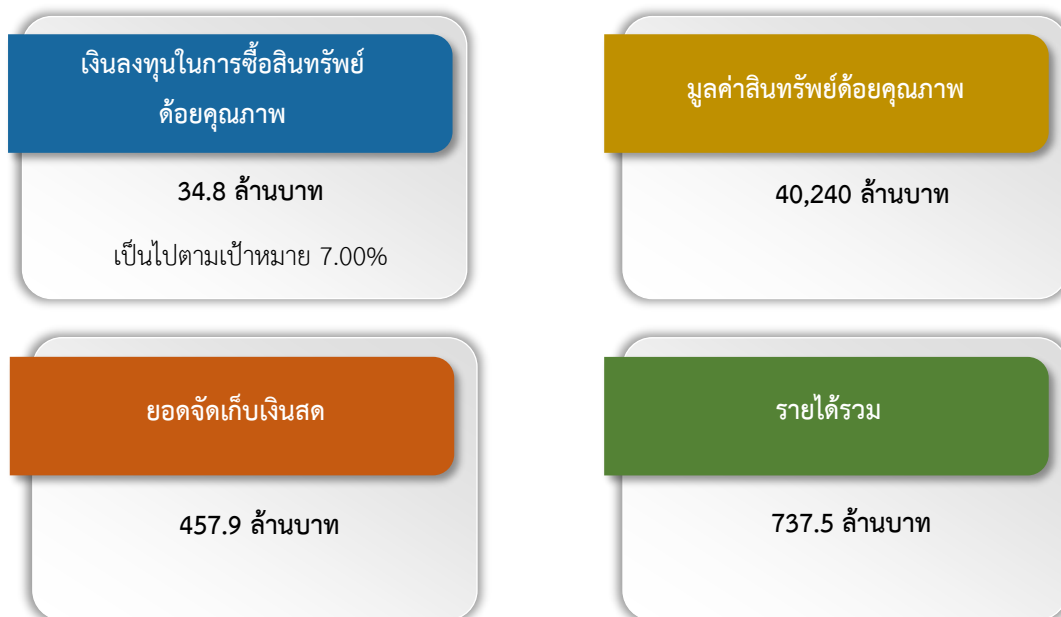 เงินลงทุนในการซื้อสินทรัพย์
ด้อยคุณภาพ
34.8 ล้านบาท
เป็นไปตามเป้าหมาย 7.00%
มูลค่าสินทรัพย์ด้อยคุณภาพ
40,240 ล้านบาท
ยอดจัดเก็บเงินสด
457.9 ล้านบาท
รายได้รวม
737.5 ล้านบาท